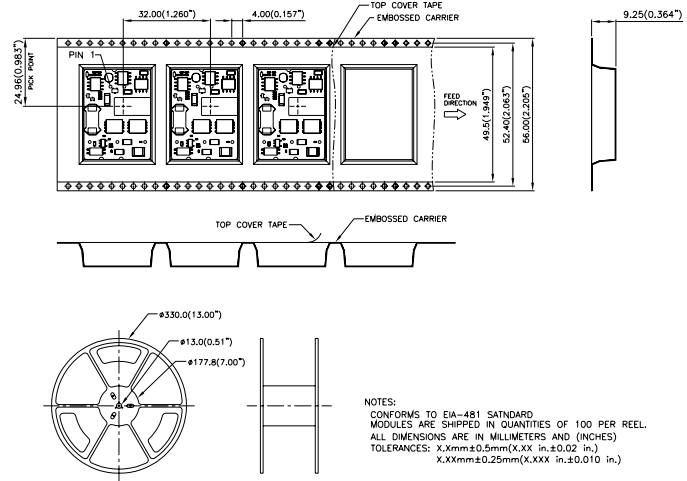 TOP COVER TAPE
EMBOSSED CARRIER
32.00(1.260")
4.00(0.157")
9.25(0.364")
24.96(0.983")
PICK POINT
PIN 1
FEED
DIRECTION
49.5(1.949")
52.40(2.063")
56.00(2.205")
TOP COVER TAPE
EMBOSSED CARRIER
ø330.0(13.00")
ø13.0(0.51")
ø177.8(7.00")
NOTES:
CONFORMS TO EIA-481 SATNDARD
MODULES ARE SHIPPED IN QUANTITIES OF 100 PER REEL.
ALL DIMENSIONS ARE IN MILLIMETERS AND (INCHES)
TOLERANCES: X.Xmm±0.5mm(X.XX in.±0.02 in.)
X.XXmm±0.25mm(X.XXX in.±0.010 in.)